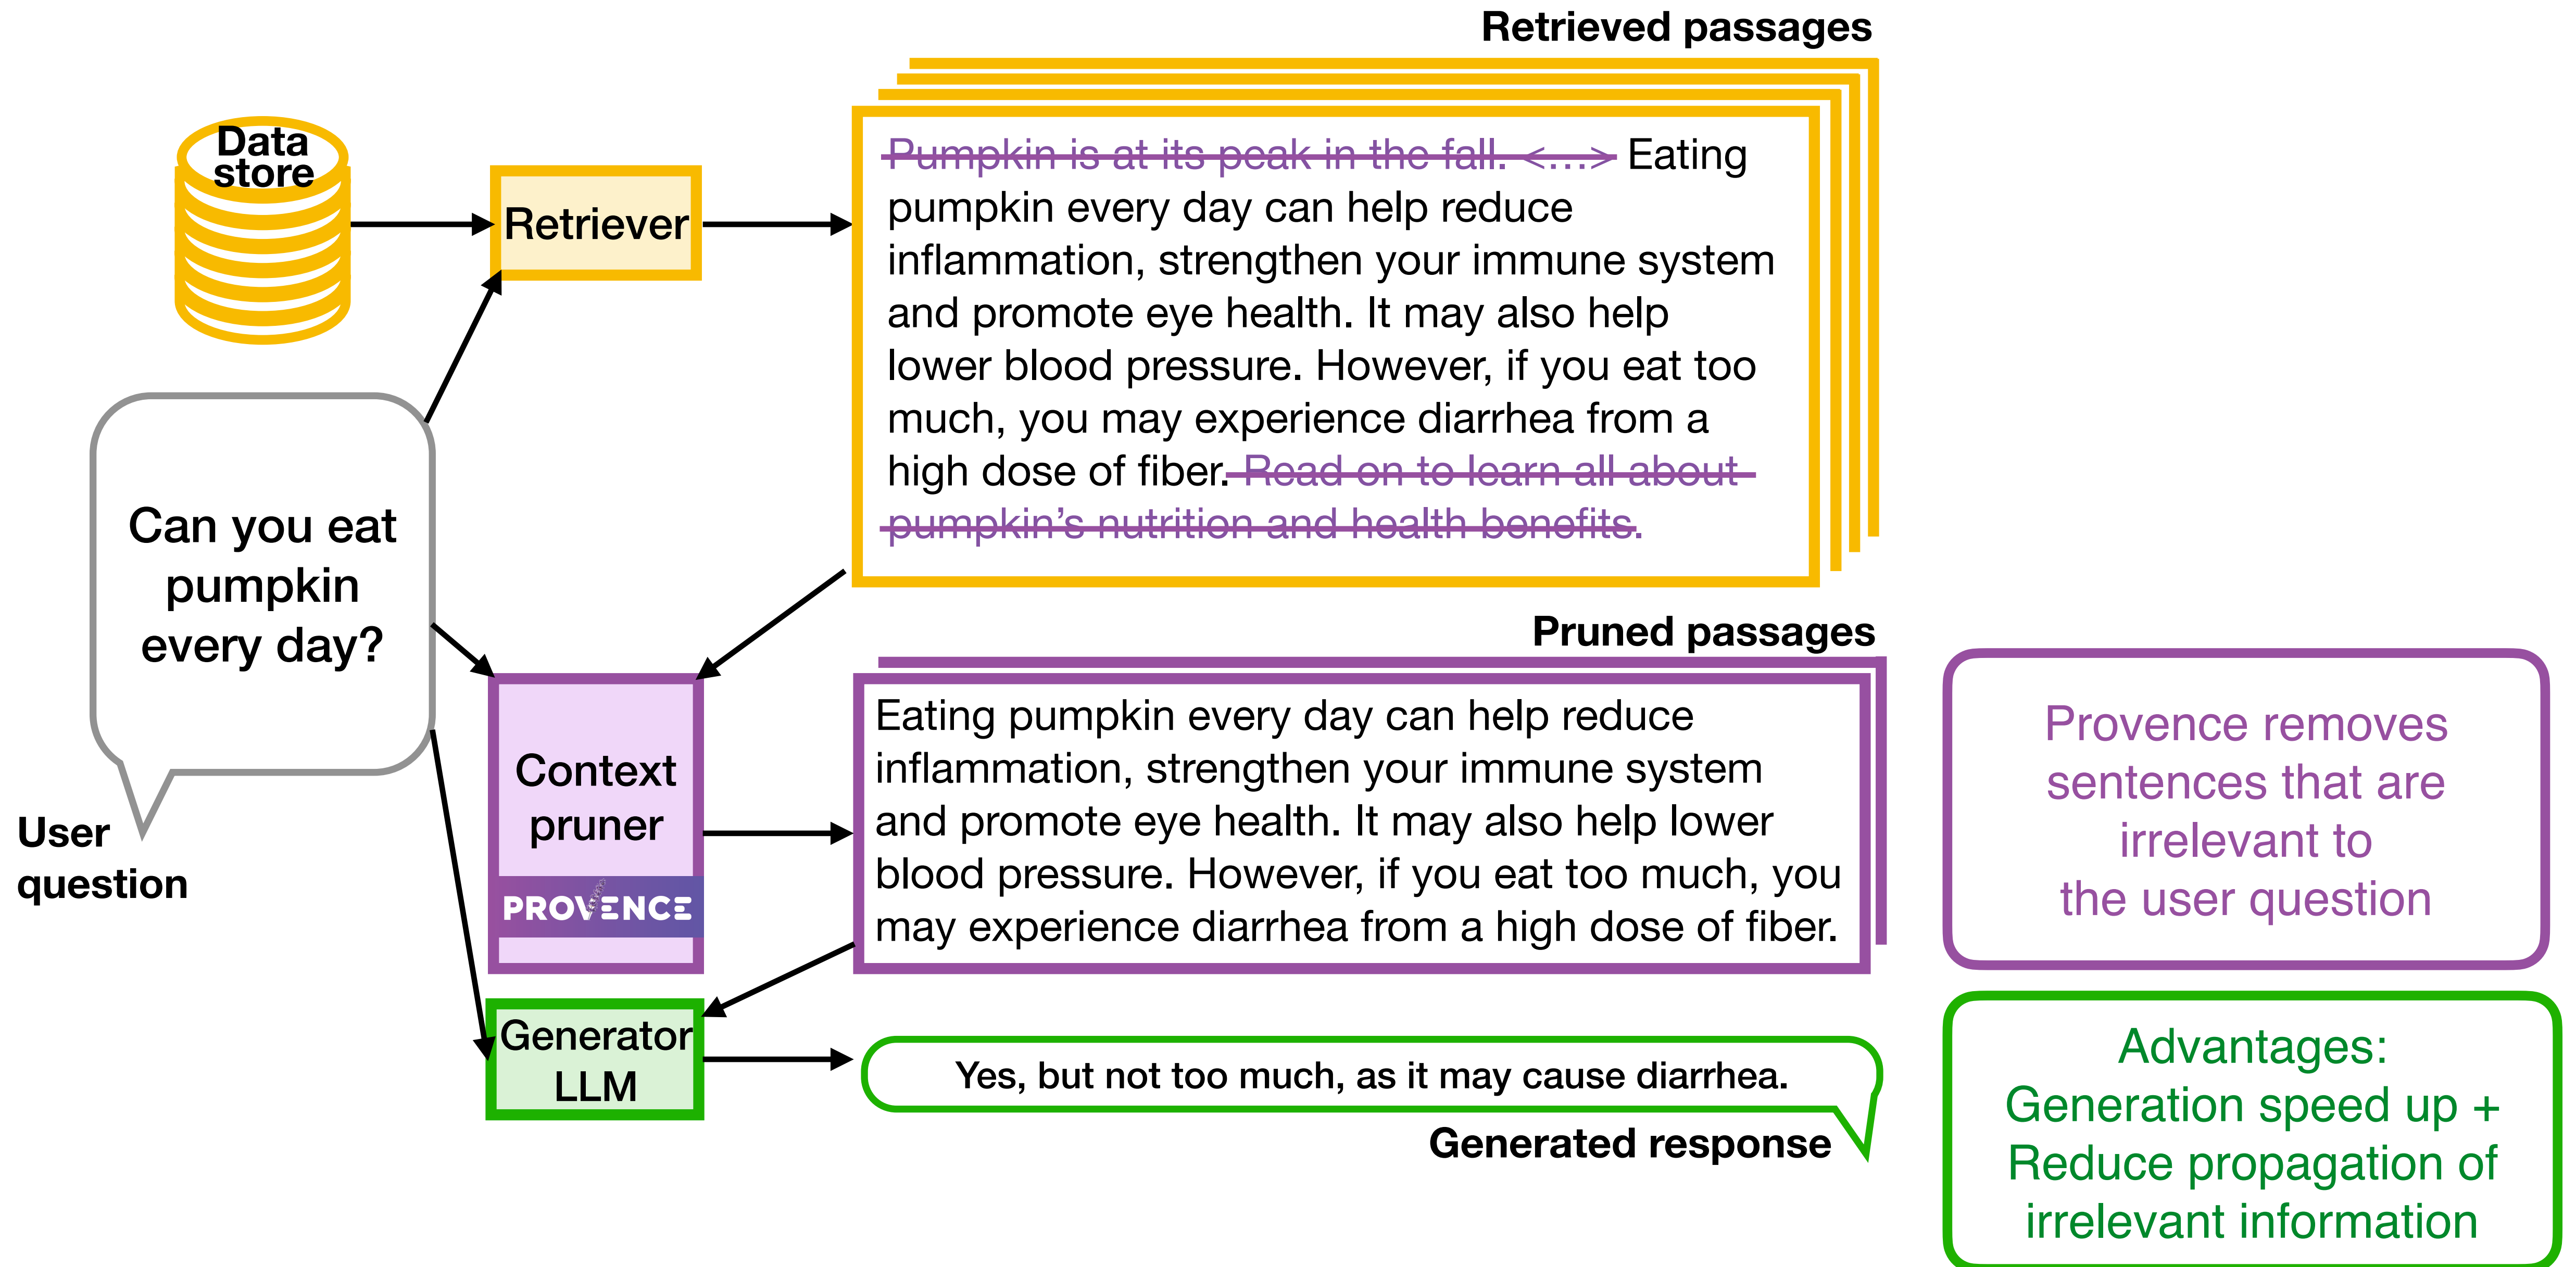 Retrieved passages
Data
store
Retriever
Pumpkin is at its peak in the fall. <...> Eating
pumpkin every day can help reduce
inflammation, strengthen your immune system
and promote eye health. It may also help
lower blood pressure. However, if you eat too
much, you may experience diarrhea from a
high dose of fiber. Read on to learn all about
pumpkin’s nutrition and health benefits.
Can you eat
pumpkin
every day?
User
question
Context
pruner
PROVENCE
Pruned passages
Eating pumpkin every day can help reduce
inflammation, strengthen your immune system
and promote eye health. It may also help lower
blood pressure. However, if you eat too much, you
may experience diarrhea from a high dose of fiber.
Provence removes
sentences that are
irrelevant to
the user question
Generator
LLM
Yes, but not too much, as it may cause diarrhea.
Generated response
Advantages:
Generation speed up +
Reduce propagation of
irrelevant information